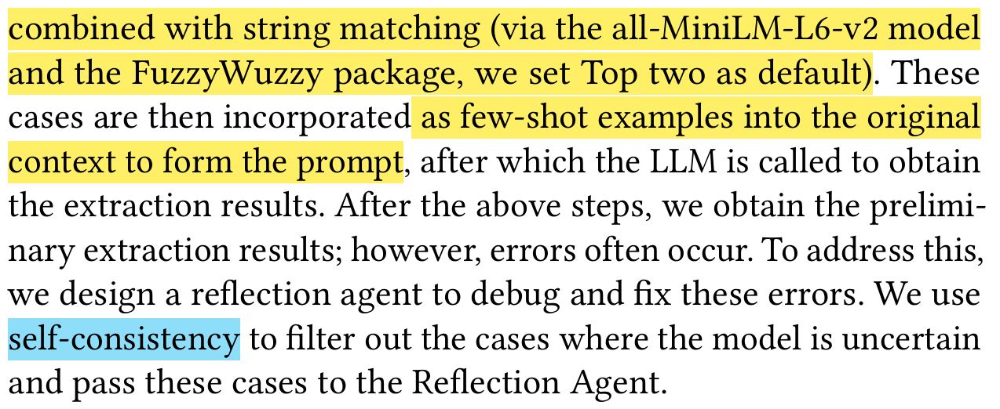 combined with string matching (via the all-MiniLM-L6-v2 model
and the FuzzyWuzzy package, we set Top two as default). These
cases are then incorporated as few-shot examples into the original
context to form the prompt, after which the LLM is called to obtain
the extraction results. After the above steps, we obtain the prelimi-
nary extraction results; however, errors often occur. To address this,
we design a reflection agent to debug and fix these errors. We use
self-consistency to filter out the cases where the model is uncertain
and pass these cases to the Reflection Agent.